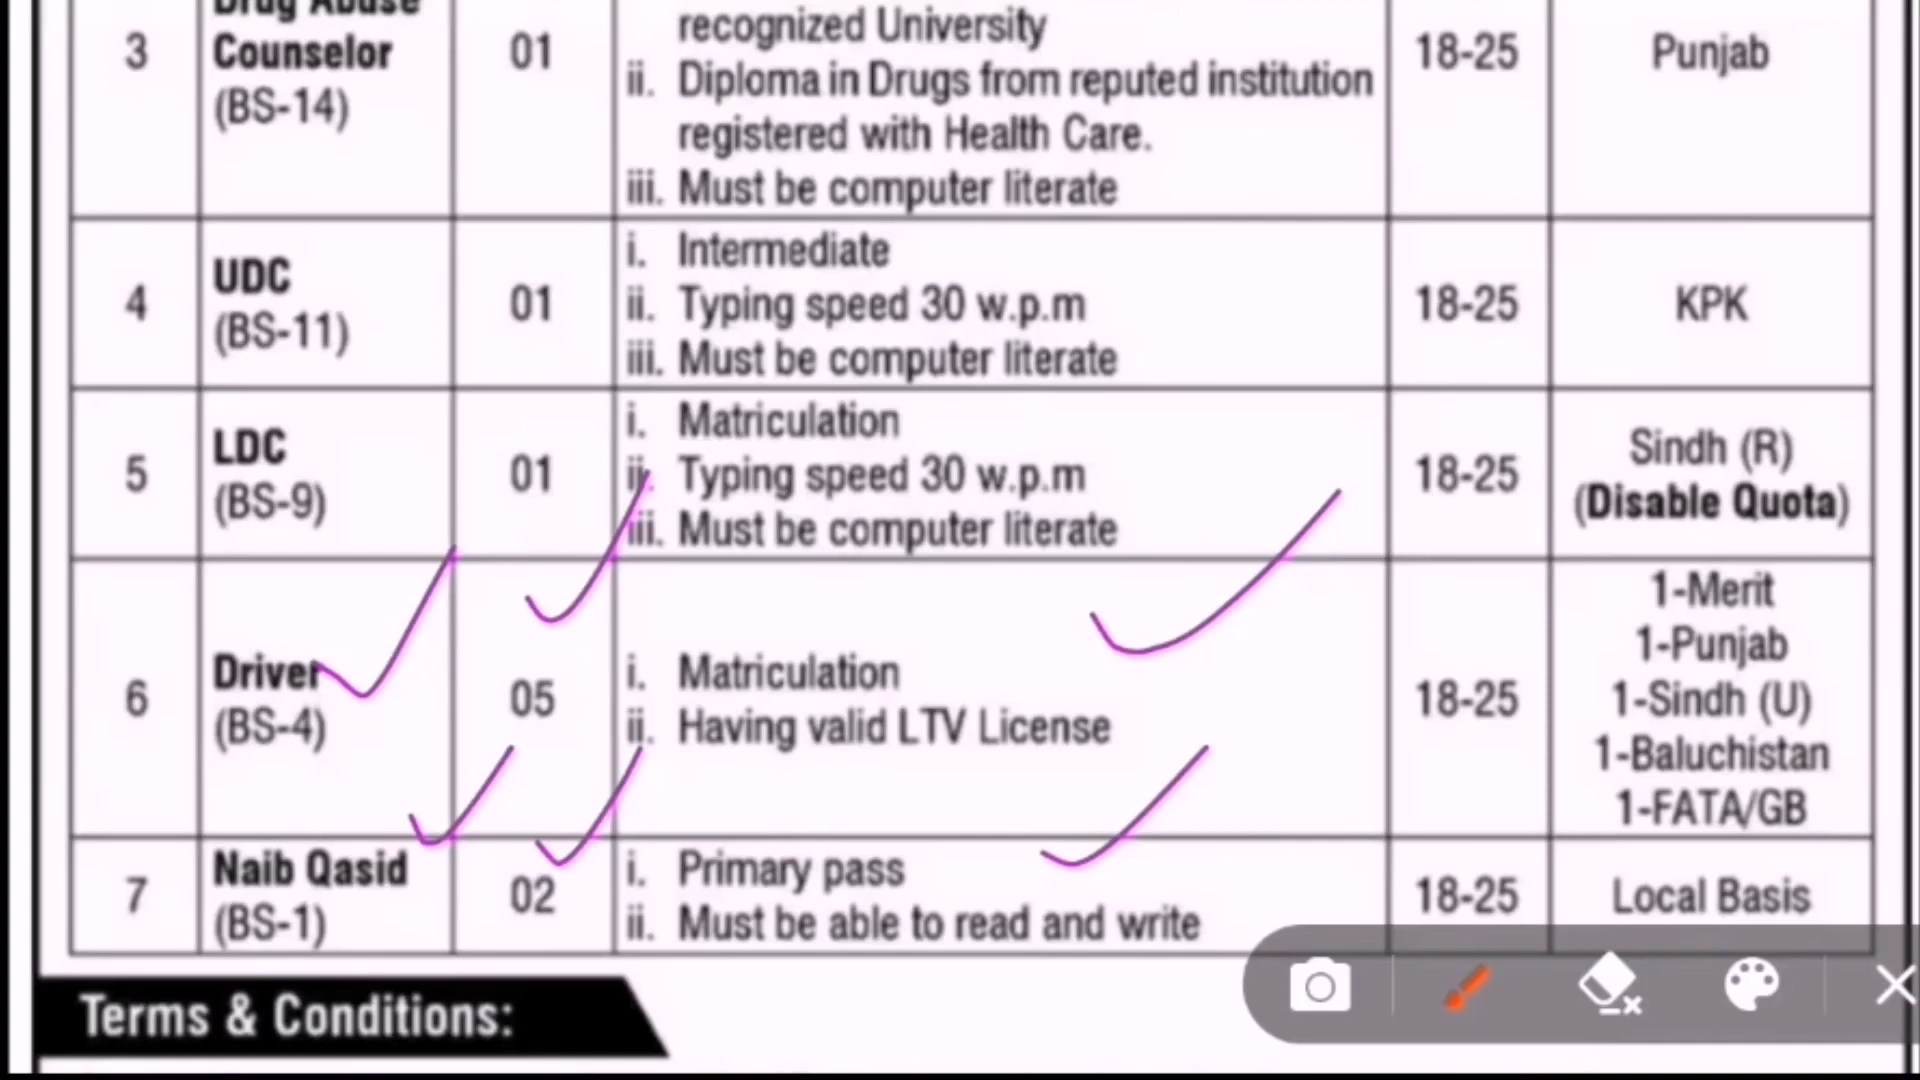 Drug Abuse
3 Counselor 01 recognized University 18-25 Punjab
(BS-14) ii. Diploma in Drugs from reputed institution
registered with Health Care.
iii. Must be computer literate
i. Intermediate
4 UDC 01 ii. Typing speed 30 w.p.m 18-25 KPK
(BS-11) iii. Must be computer literate
i. Matriculation
5 LDC 01 ii. Typing speed 30 w.p.m 18-25 Sindh (R)
(BS-9) iii. Must be computer literate (Disable Quota)
1-Merit
1-Punjab
6 Driver 05 i. Matriculation 18-25 1-Sindh (U)
(BS-4) ii. Having valid LTV License 1-Baluchistan
1-FATA/GB
7 Naib Qasid 02 i. Primary pass 18-25 Local Basis
(BS-1) ii. Must be able to read and write
Terms & Conditions: